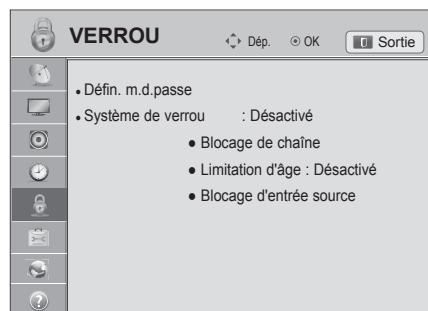 VERROU Dép. OK Sortie
Défin. m.d.passe
Système de verrou : Désactivé
Blocage de chaîne
Limitation d'âge : Désactivé
Blocage d'entrée source